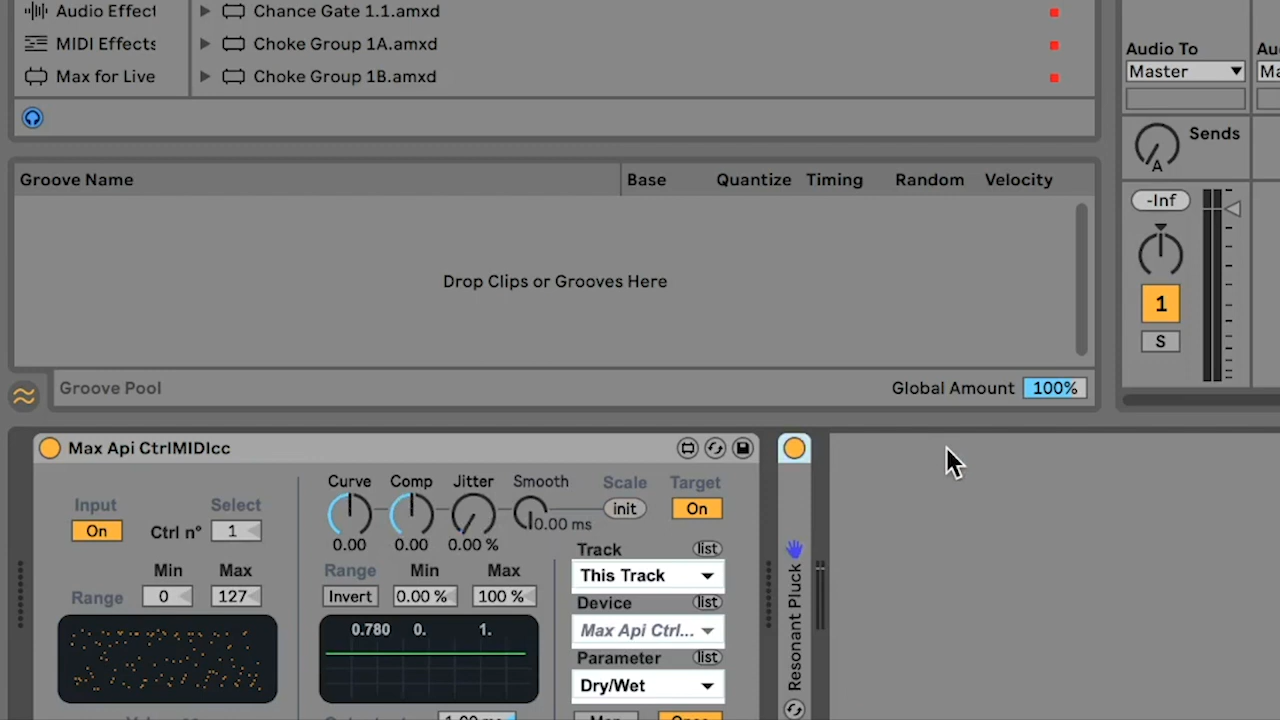 Audio Effect
Chance Gate 1.1.amxd
MIDI Effects
Choke Group 1A.amxd
Max for Live
Choke Group 1B.amxd
Audio To
Master
Sends
A
Groove Name Base Quantize Timing Random Velocity
-Inf
Drop Clips or Grooves Here
1
S
Groove Pool
Global Amount 100%
Max Api CtrlMIDIcc
Curve Comp Jitter Smooth Scale Target
Input On
Select
Ctrl n° 1
0.00 0.00 0.00 % 0.00 ms init On
Min Max
Range 0 127
Range Min Max
Invert 0.00 % 100 %
0.780 0. 1.
Track list
This Track
Device list
Max Api Ctrl...
Parameter list
Dry/Wet
Resonant Pluck